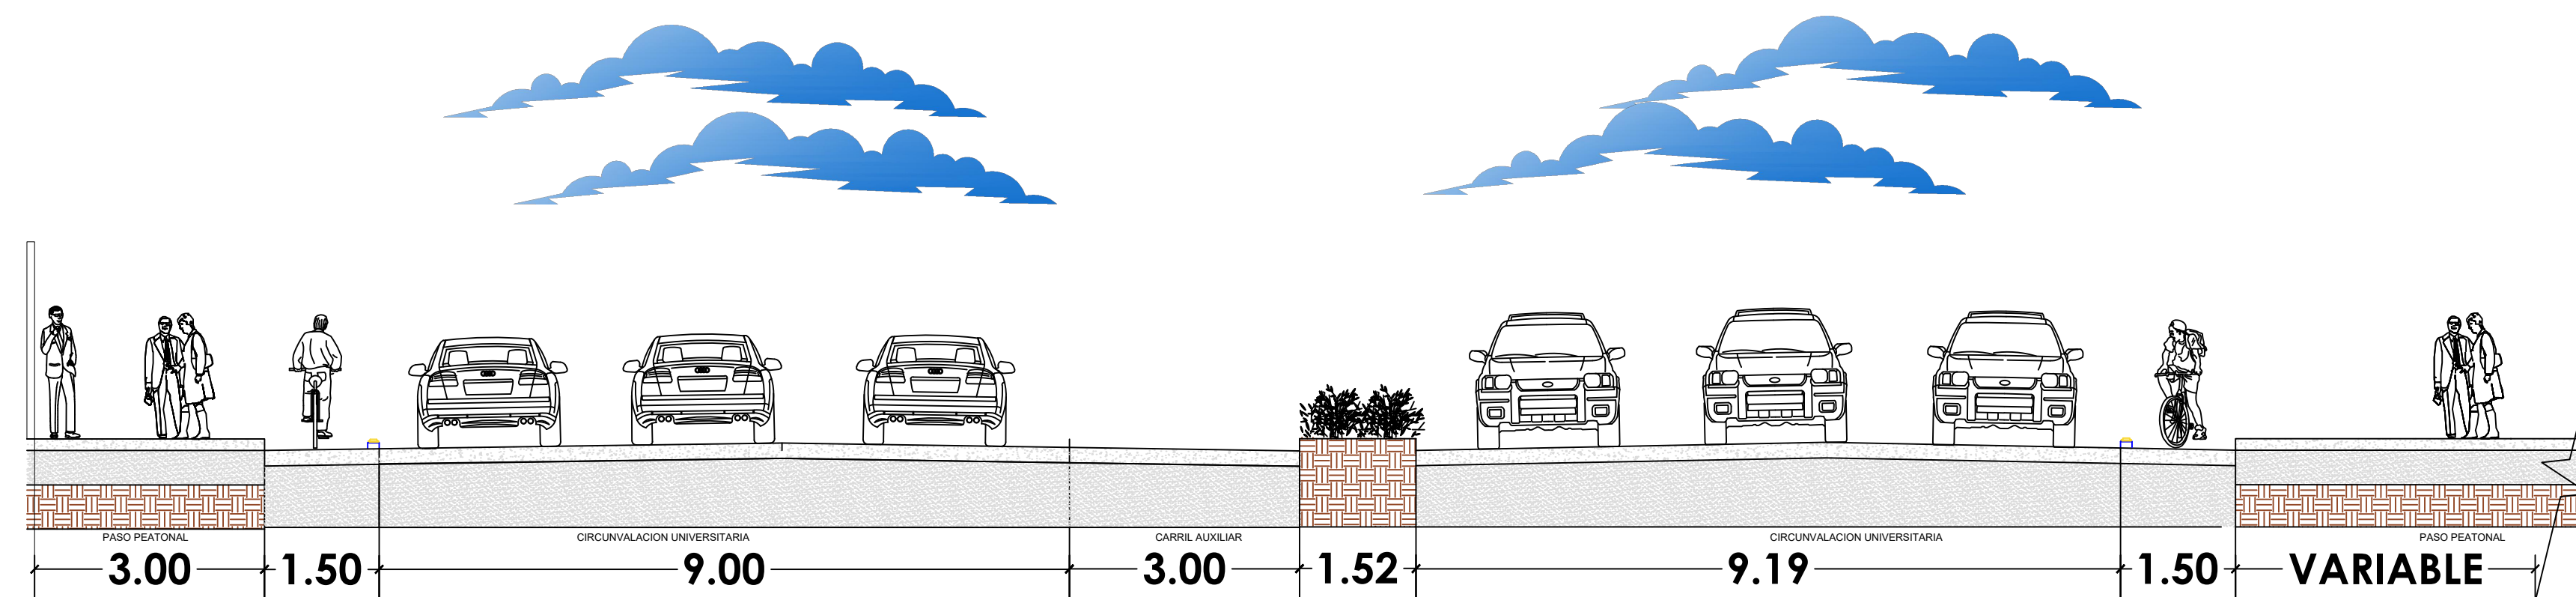 PASO PEATONAL
CIRCUNVALACION UNIVERSITARIA
CARRIL AUXILIAR
CIRCUNVALACION UNIVERSITARIA
PASO PEATONAL
3.00
1.50
9.00
3.00
1.52
9.19
1.50
VARIABLE